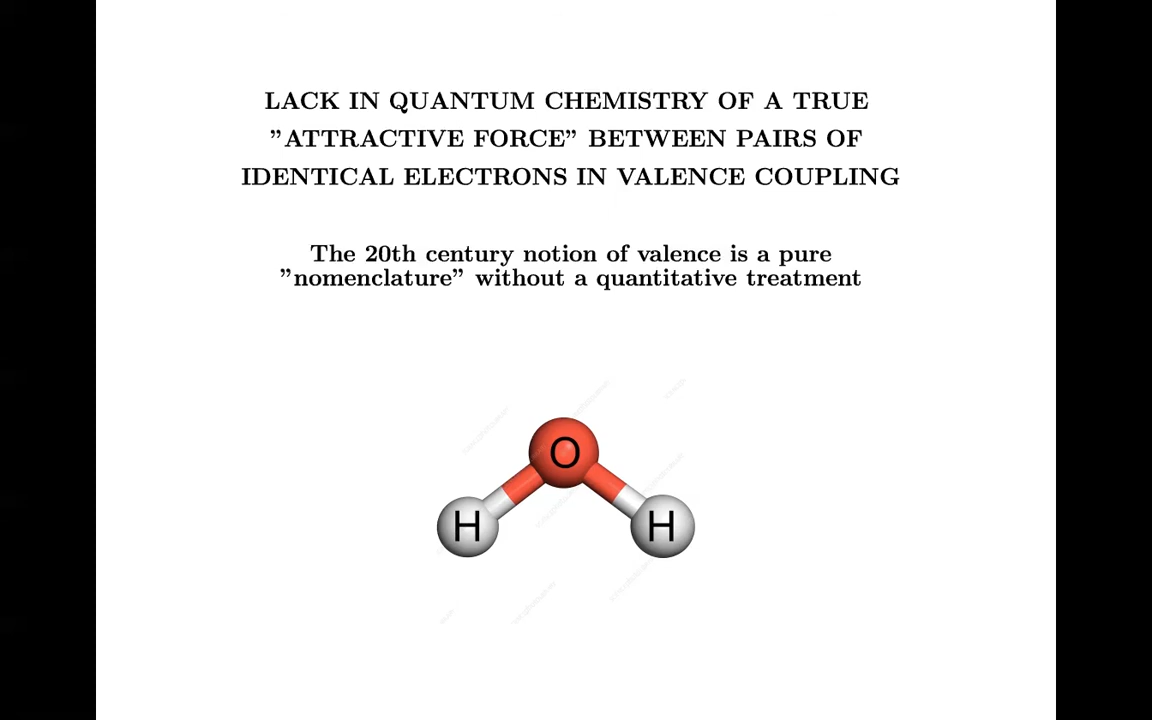 LACK IN QUANTUM CHEMISTRY OF A TRUE
”ATTRACTIVE FORCE” BETWEEN PAIRS OF
IDENTICAL ELECTRONS IN VALENCE COUPLING
The 20th century notion of valence is a pure
”nomenclature” without a quantitative treatment
O
H H